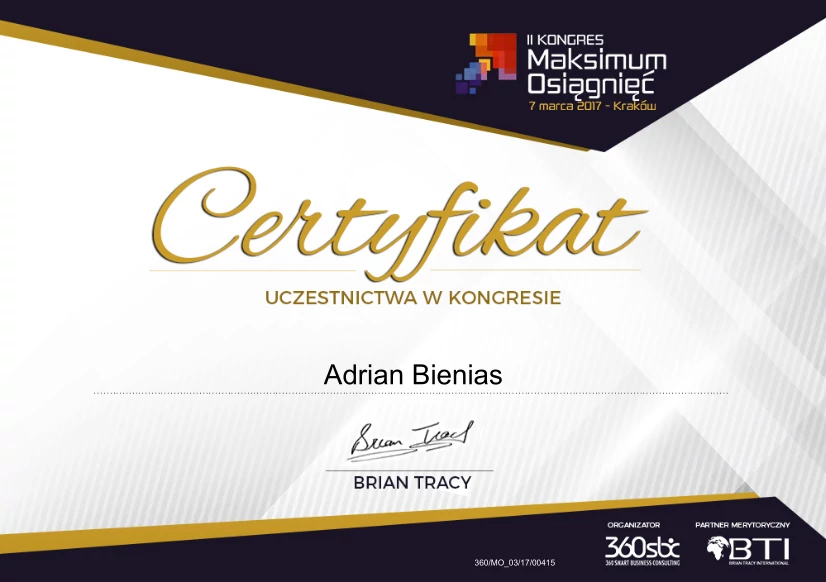 II KONGRES
Maksimum
Osiągnięć
7 marca 2017 - Kraków
Certyfikat
UCZESTNICTWA W KONGRESIE
Adrian Bienias
Brian Tracy
BRIAN TRACY
ORGANIZATOR
PARTNER MERYTORYCZNY
360sbc
360 SMART BUSINESS CONSULTING
BTI
BRIAN TRACY INTERNATIONAL
360/MO_03/17/00415